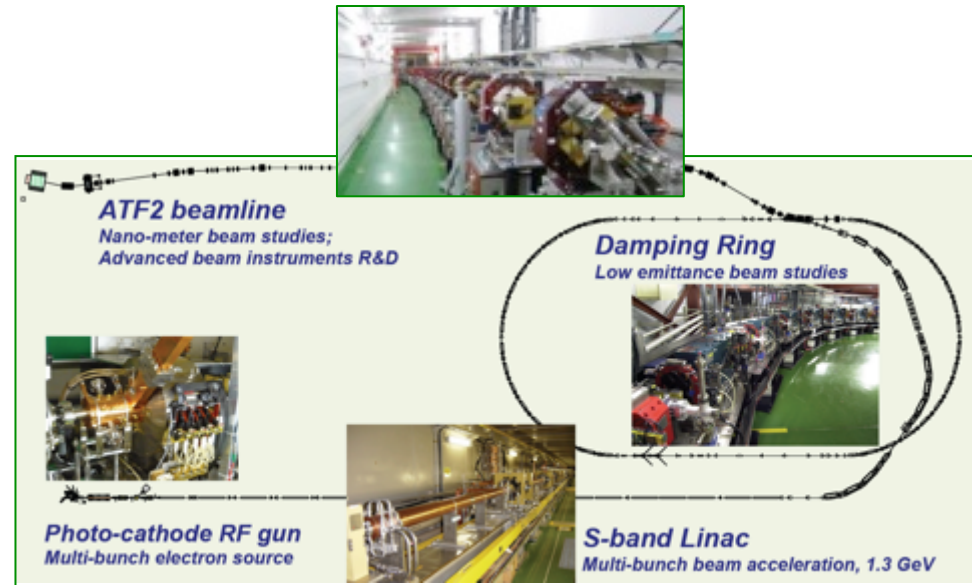 ATF2 beamline
Nano-meter beam studies;
Advanced beam instruments R&D
Damping Ring
Low emittance beam studies
Photo-cathode RF gun
Multi-bunch electron source
S-band Linac
Multi-bunch beam acceleration, 1.3 GeV